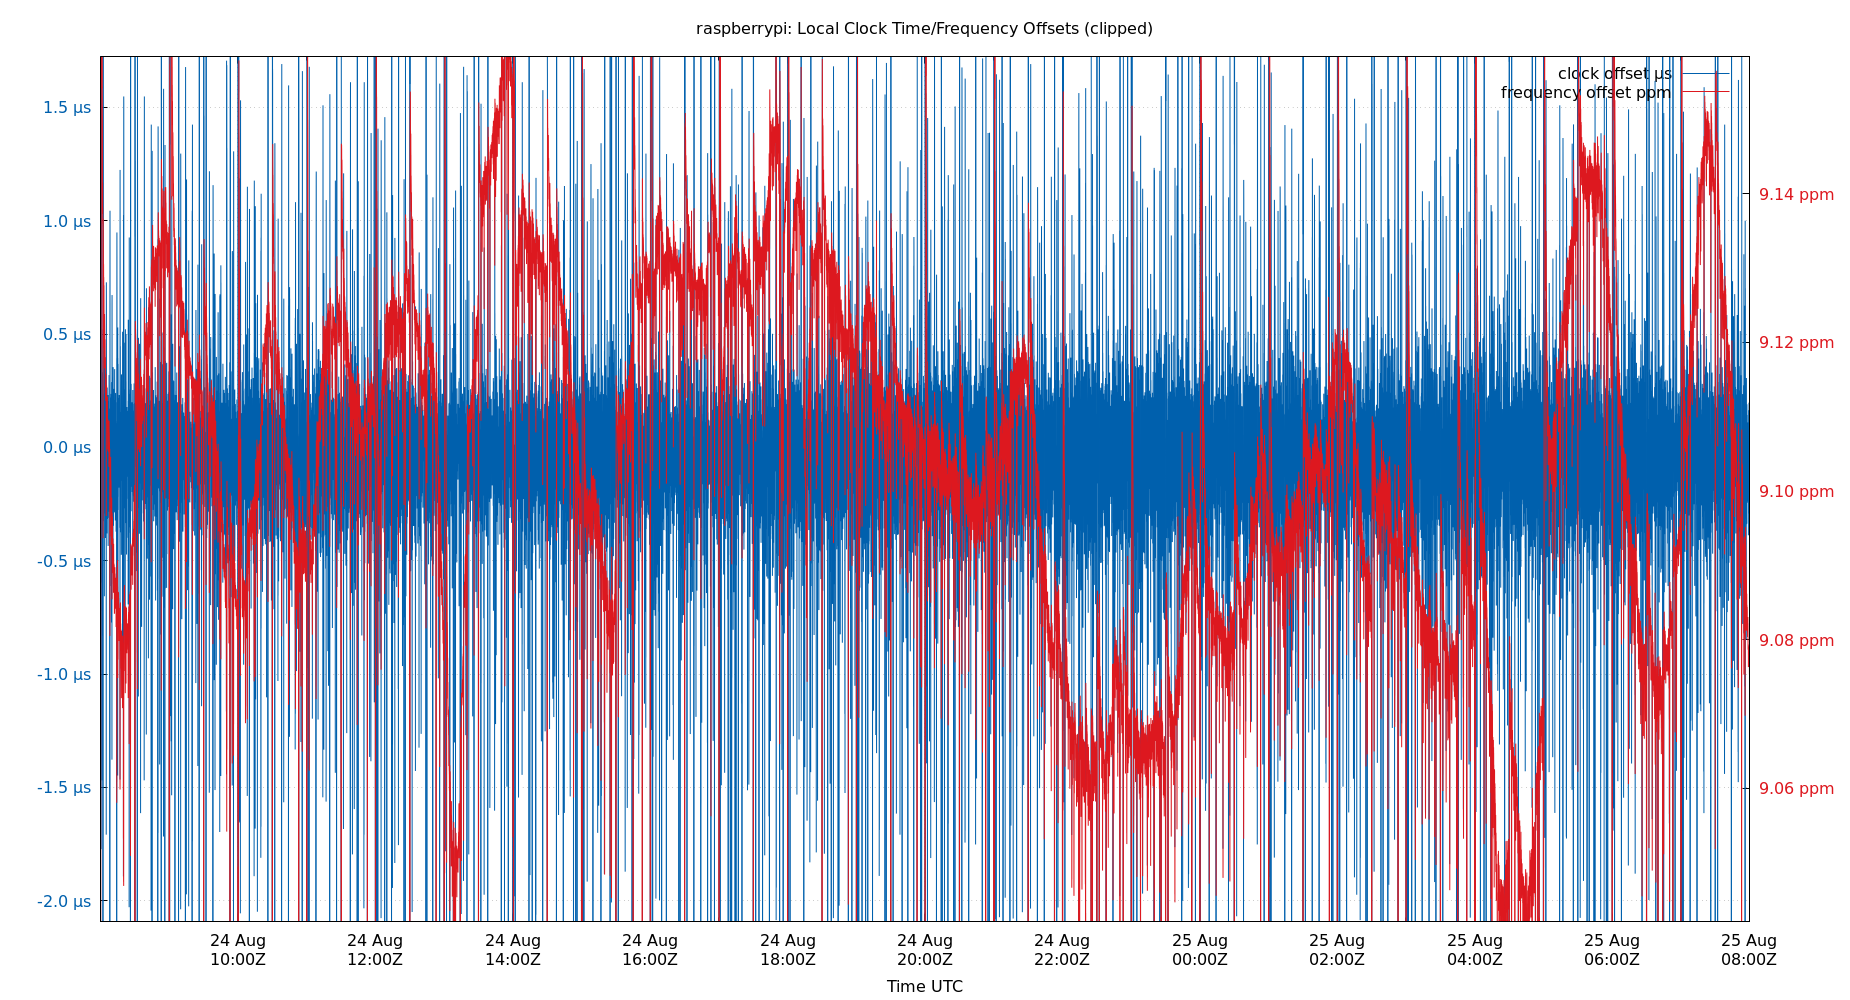 raspberrypi: Local Clock Time/Frequency Offsets (clipped)
clock offset µs
frequency offset ppm
1.5 µs
1.0 µs
0.5 µs
0.0 µs
-0.5 µs
-1.0 µs
-1.5 µs
-2.0 µs
9.14 ppm
9.12 ppm
9.10 ppm
9.08 ppm
9.06 ppm
24 Aug 24 Aug 24 Aug 24 Aug 24 Aug 24 Aug 24 Aug 25 Aug 25 Aug 25 Aug 25 Aug 25 Aug
10:00Z 12:00Z 14:00Z 16:00Z 18:00Z 20:00Z 22:00Z 00:00Z 02:00Z 04:00Z 06:00Z 08:00Z
Time UTC